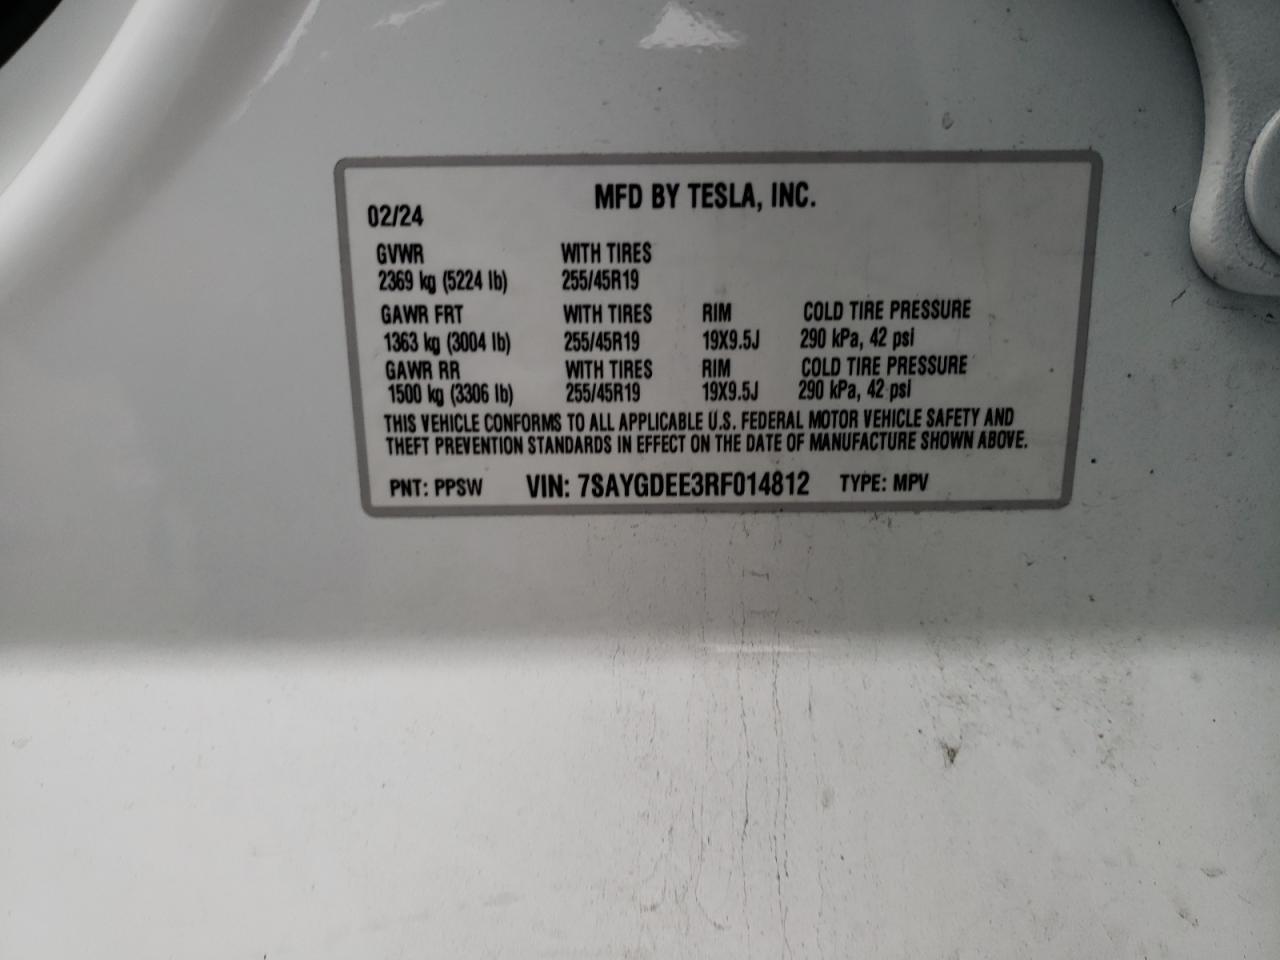 MFD BY TESLA, INC.
02/24
GVWR WITH TIRES
2369 kg (5224 lb) 255/45R19
GAWR FRT WITH TIRES RIM COLD TIRE PRESSURE
1363 kg (3004 lb) 255/45R19 19X9.5J 290 kPa, 42 psi
GAWR RR WITH TIRES RIM COLD TIRE PRESSURE
1500 kg (3306 lb) 255/45R19 19X9.5J 290 kPa, 42 psi
THIS VEHICLE CONFORMS TO ALL APPLICABLE U.S. FEDERAL MOTOR VEHICLE SAFETY AND
THEFT PREVENTION STANDARDS IN EFFECT ON THE DATE OF MANUFACTURE SHOWN ABOVE.
PNT: PPSW VIN: 7SAYGDEE3RF014812 TYPE: MPV